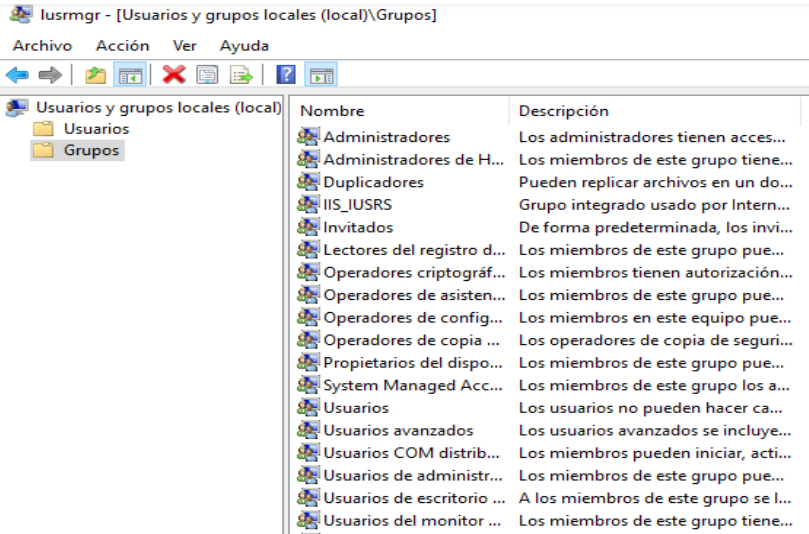 lusrmgr - [Usuarios y grupos locales (local)\Grupos]
Archivo Acción Ver Ayuda
Usuarios y grupos locales (local)
Usuarios
Grupos
Nombre Descripción
Administradores Los administradores tienen acces...
Administradores de H... Los miembros de este grupo tiene...
Duplicadores Pueden replicar archivos en un do...
IIS_IUSRS Grupo integrado usado por Intern...
Invitados De forma predeterminada, los invi...
Lectores del registro d... Los miembros de este grupo pue...
Operadores criptográf... Los miembros tienen autorización...
Operadores de asisten... Los miembros de este grupo pue...
Operadores de config... Los miembros en este equipo pue...
Operadores de copia ... Los operadores de copia de seguri...
Propietarios del dispo... Los miembros de este grupo pue...
System Managed Acc... Los miembros de este grupo los a...
Usuarios Los usuarios no pueden hacer ca...
Usuarios avanzados Los usuarios avanzados se incluye...
Usuarios COM distrib... Los miembros pueden iniciar, acti...
Usuarios de administr... Los miembros de este grupo pue...
Usuarios de escritorio ... A los miembros de este grupo se l...
Usuarios del monitor ... Los miembros de este grupo tiene...